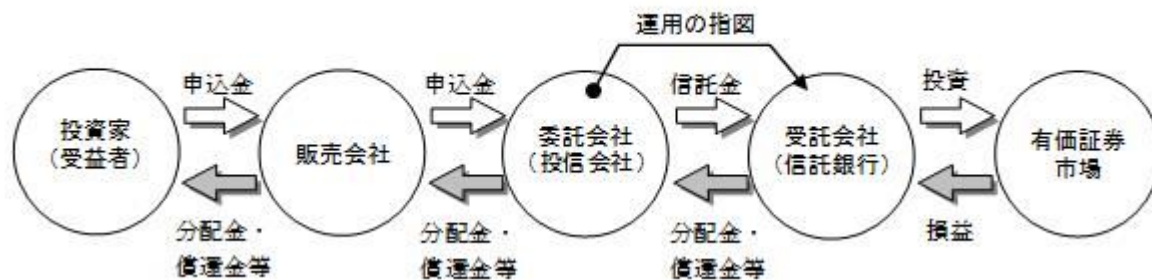 運用の指図
申込金
申込金
信託金
投資
投資家
（受益者）
販売会社
委託会社
（投信会社）
受託会社
（信託銀行）
有価証券
市場
分配金・
償還金等
分配金・
償還金等
分配金・
償還金等
損益